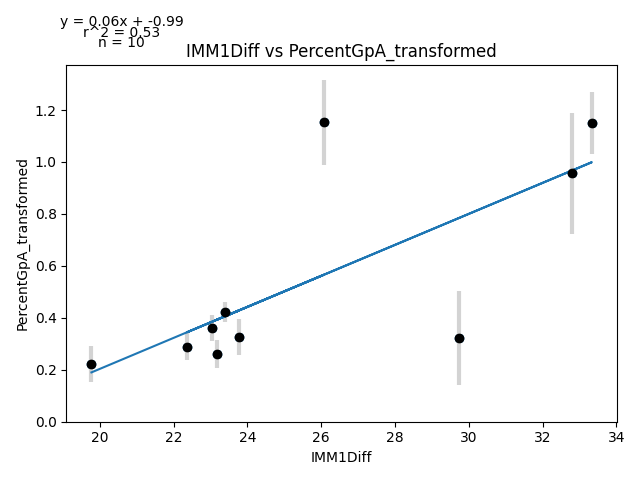 y = 0.06x + -0.99
r^2 = 0.53
n = 10
IMM1Diff vs PercentGpA_transformed
PercentGpA_transformed
1.2
1.0
0.8
0.6
0.4
0.2
0.0
20 22 24 26 28 30 32 34
IMM1Diff